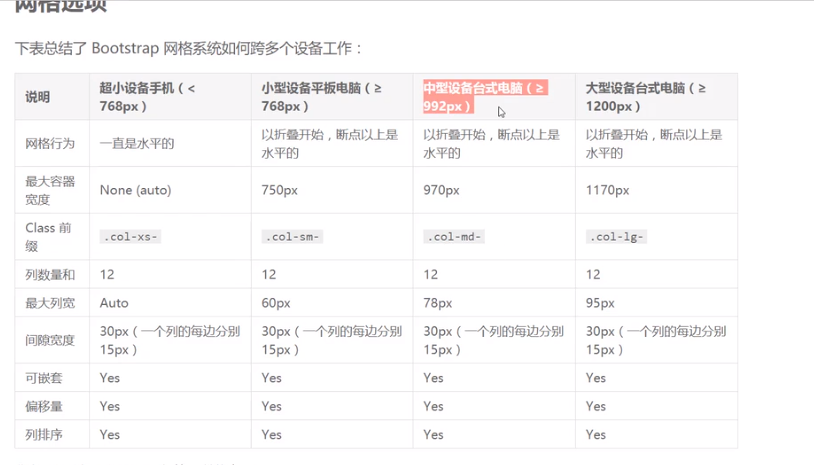 网格选项
下表总结了 Bootstrap 网格系统如何跨多个设备工作：
说明 超小设备手机（< 768px） 小型设备平板电脑（≥ 768px） 中型设备台式电脑（≥ 992px） 大型设备台式电脑（≥ 1200px）
网格行为 一直是水平的 以折叠开始，断点以上是水平的 以折叠开始，断点以上是水平的 以折叠开始，断点以上是水平的
最大容器宽度 None (auto) 750px 970px 1170px
Class 前缀 .col-xs- .col-sm- .col-md- .col-lg-
列数量和 12 12 12 12
最大列宽 Auto 60px 78px 95px
间隙宽度 30px（一个列的每边分别 15px） 30px（一个列的每边分别 15px） 30px（一个列的每边分别 15px） 30px（一个列的每边分别 15px）
可嵌套 Yes Yes Yes Yes
偏移量 Yes Yes Yes Yes
列排序 Yes Yes Yes Yes